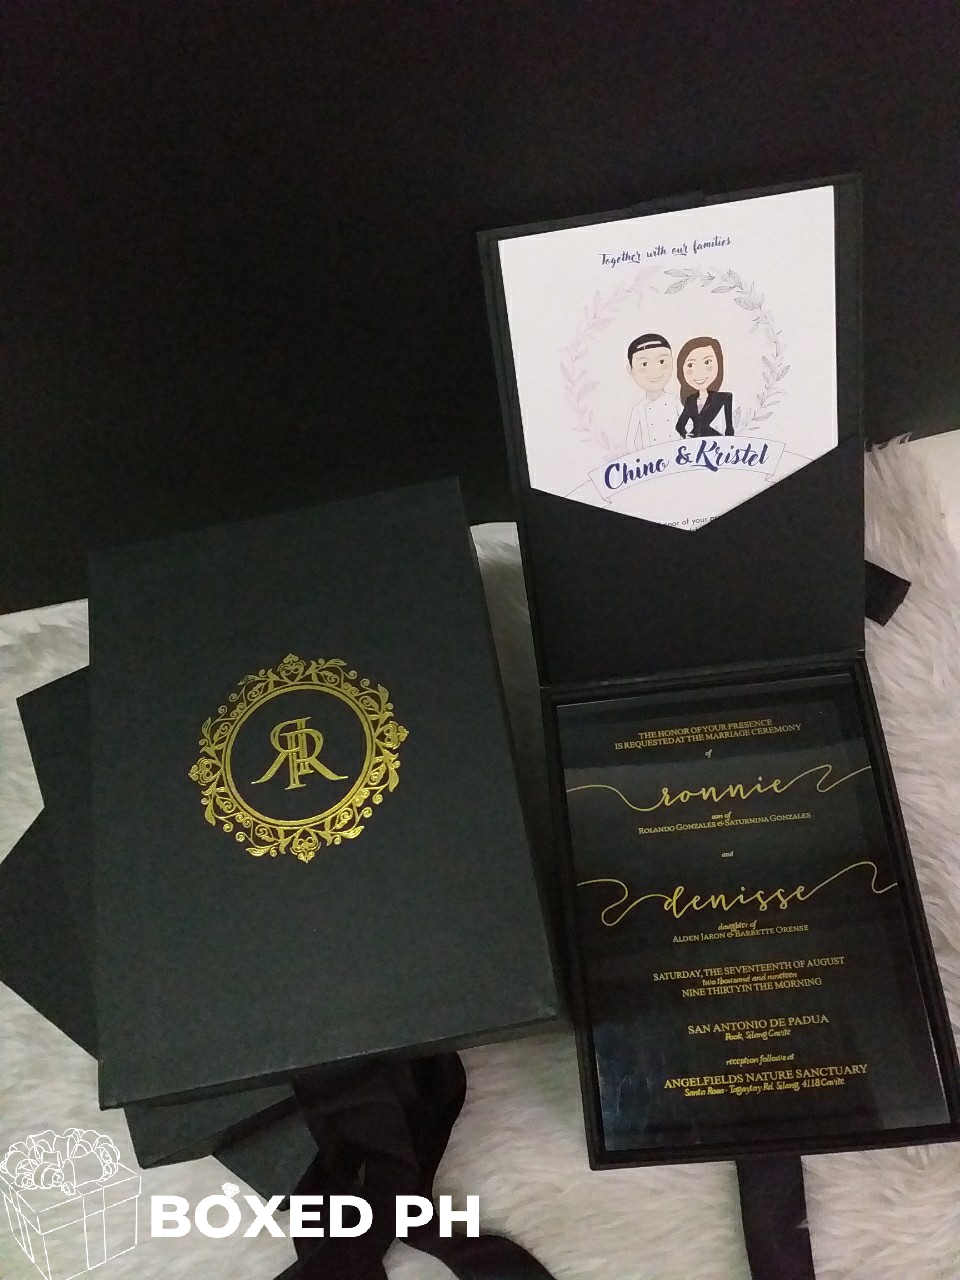 Together with our families
Chino & Kristel
RR
THE HONOR OF YOUR PRESENCE
IS REQUESTED AT THE MARRIAGE CEREMONY
of
ronnie
son of
ROLANDO GONZALES & SATURNINA GONZALES
and
denisse
daughter of
ALDEN JARON & BARBETTE ORENSE
SATURDAY, THE SEVENTEENTH OF AUGUST
two thousand and nineteen
NINE THIRTY IN THE MORNING
SAN ANTONIO DE PADUA
Pook, Silang Cavite
reception follows at
ANGELFIELDS NATURE SANCTUARY
Santa Rosa - Tagaytay Rd. Silang, 4118 Cavite.
BOXED PH